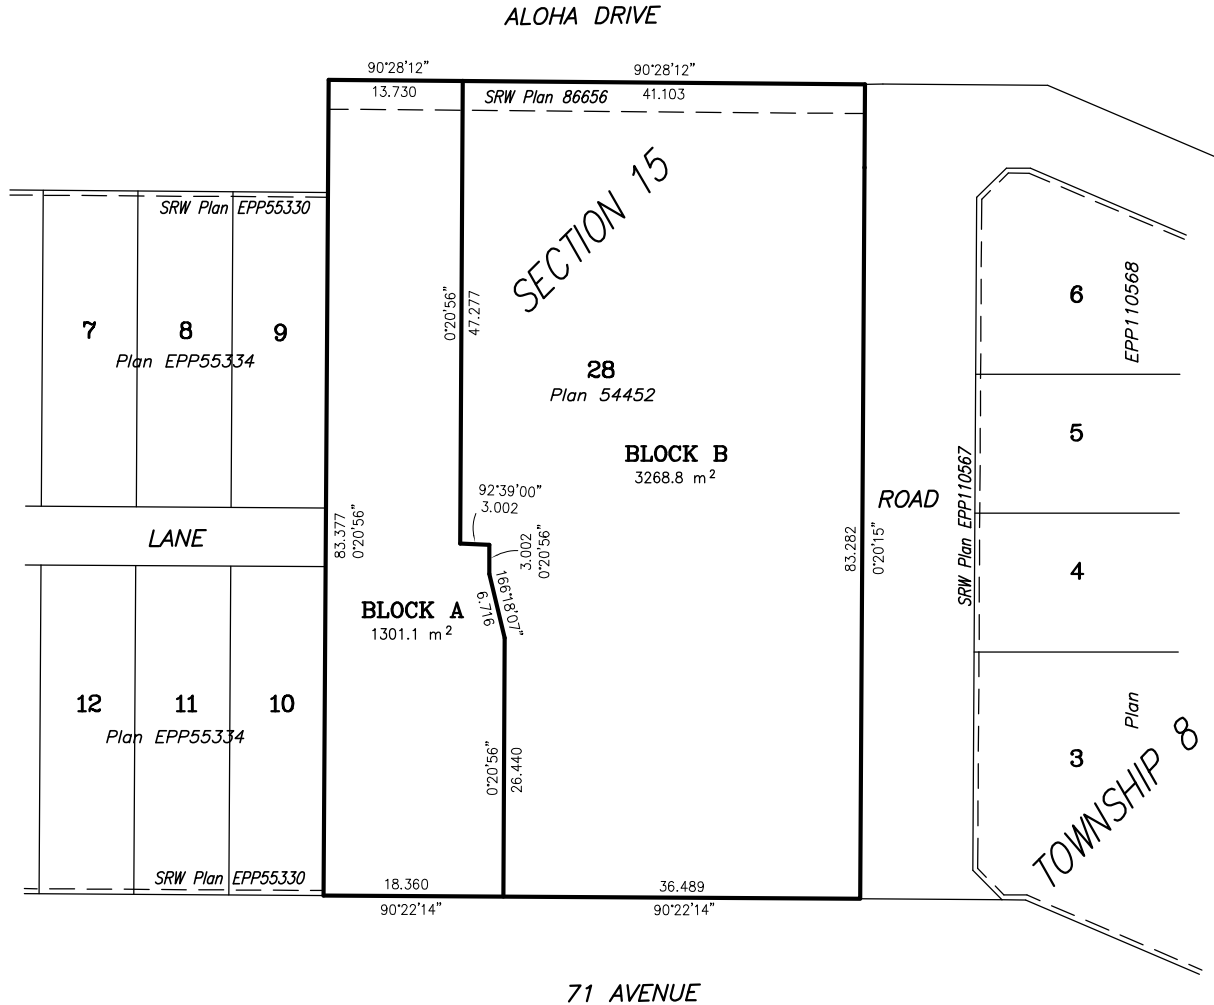 ALOHA DRIVE
90°28'12"
90°28'12"
13.730
SRW Plan 86656
41.103
SECTION 15
SRW Plan EPP55330
7
8
9
Plan EPP55334
0°20'56"
47.277
28
Plan 54452
BLOCK B
3268.8 m²
6
EPP110568
5
ROAD
SRW Plan EPP110567
LANE
83.377
0°20'56"
92°39'00"
3.002
3.002
0°20'56"
83.282
0°20'15"
4
166°18'07"
6.716
BLOCK A
1301.1 m²
12
11
10
Plan EPP55334
0°20'56"
26.440
Plan
3
TOWNSHIP 8
SRW Plan EPP55330
18.360
36.489
90°22'14"
90°22'14"
71 AVENUE